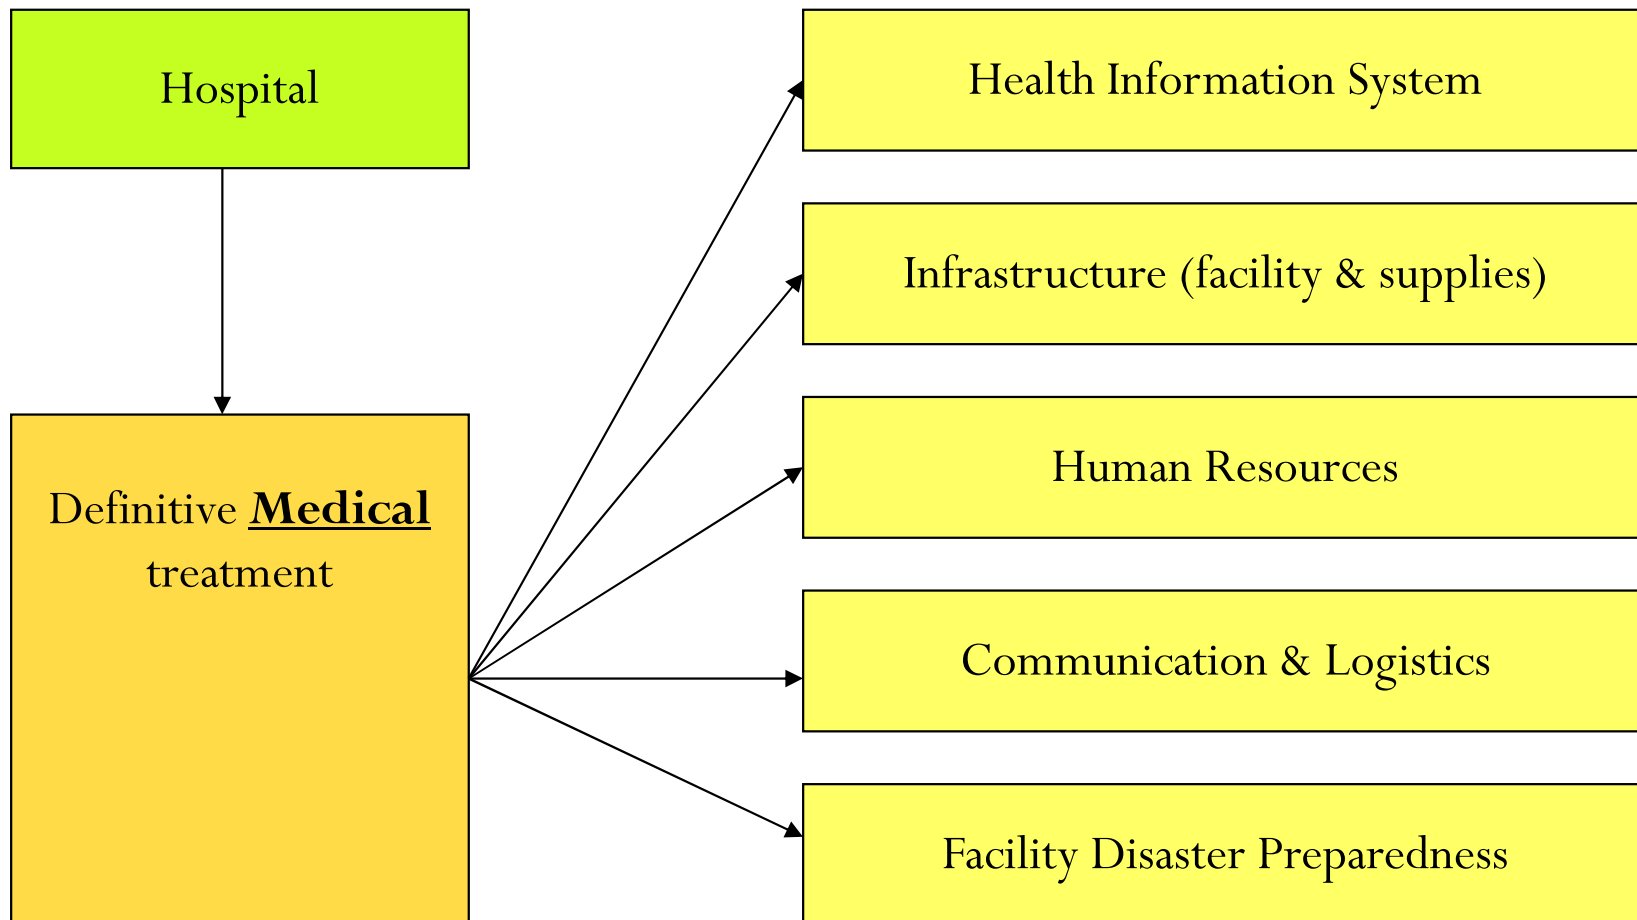 Hospital
Definitive Medical
treatment
Health Information System
Infrastructure (facility & supplies)
Human Resources
Communication & Logistics
Facility Disaster Preparedness